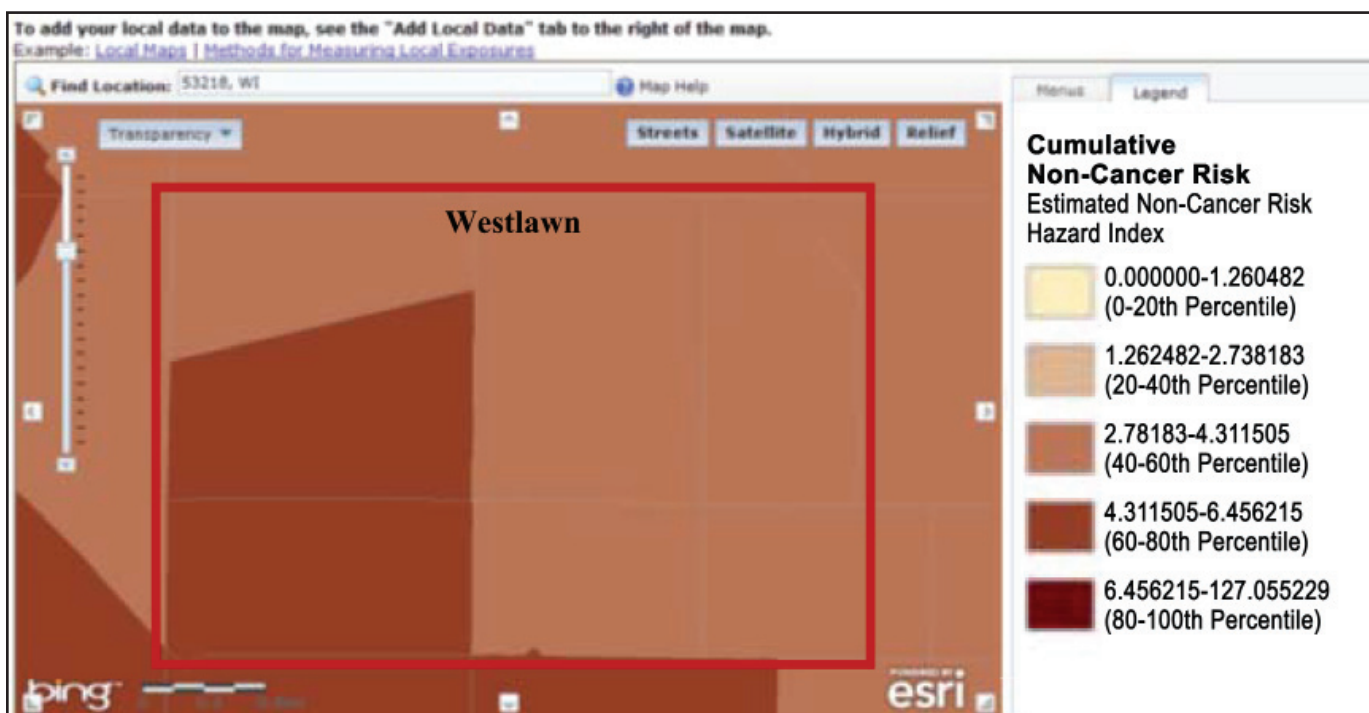 To add your local data to the map, see the "Add Local Data" tab to the right of the map.
Example: Local Maps | Methods for Measuring Local Exposures
Find Location: 53218, WI
Map Help
Menus
Legend
Transparency
Streets
Satellite
Hybrid
Relief
Westlawn
Cumulative
Non-Cancer Risk
Estimated Non-Cancer Risk
Hazard Index
0.000000-1.260482
(0-20th Percentile)
1.262482-2.738183
(20-40th Percentile)
2.78183-4.311505
(40-60th Percentile)
4.311505-6.456215
(60-80th Percentile)
6.456215-127.055229
(80-100th Percentile)
bing
POWERED BY
esri